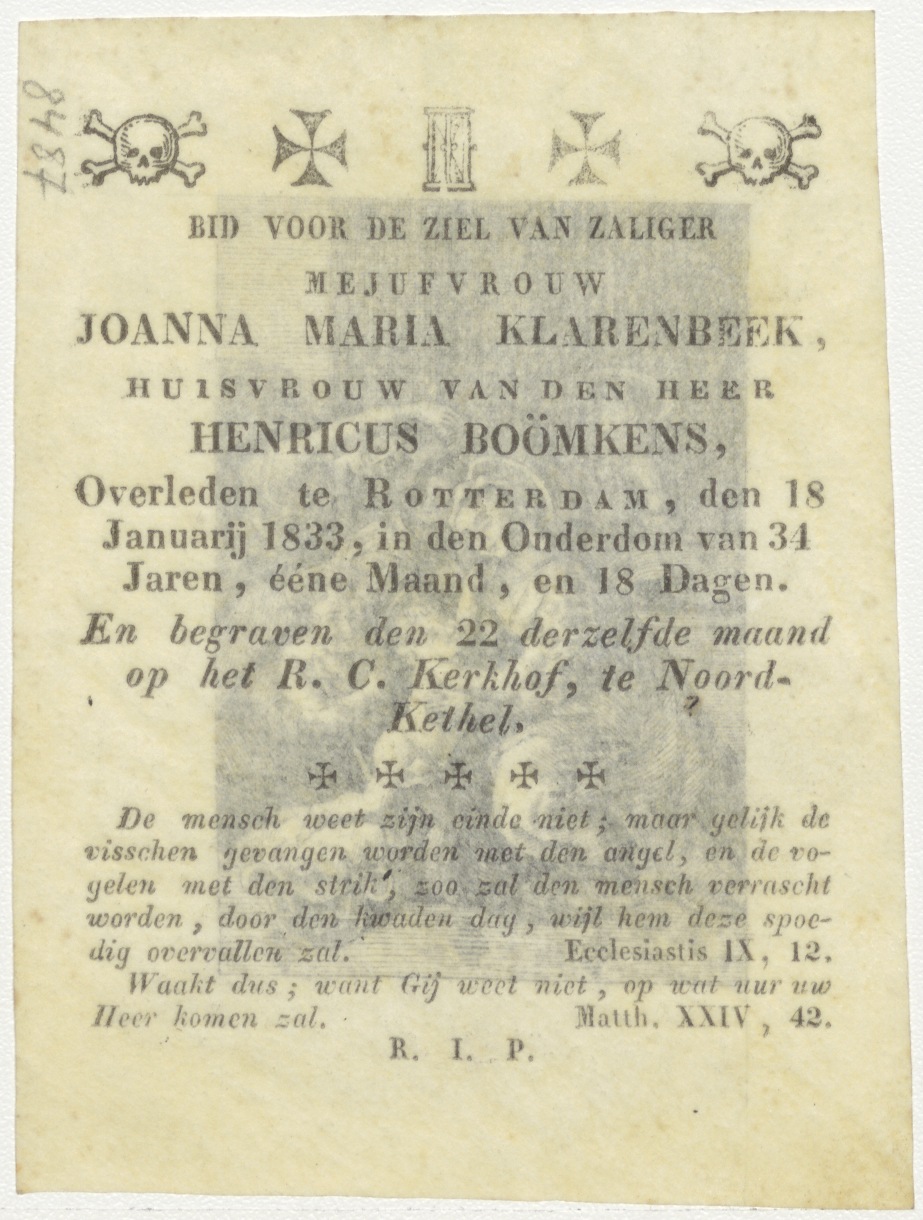 8487
BID VOOR DE ZIEL VAN ZALIGER
MEJUFVROUW
JOANNA MARIA KLARENBEEK,
HUISVROUW VAN DEN HEER
HENRICUS BOÖMKENS,
Overleden te ROTTERDAM, den 18
Januarij 1833, in den Onderdom van 34
Jaren, ééne Maand, en 18 Dagen.
En begraven den 22 derzelfde maand
op het R. C. Kerkhof, te Noord-
Kethel.
De mensch weet zijn einde niet; maar gelijk de
visschen gevangen worden met den angel, en de vo-
gelen met den strik, zoo zal den mensch verrascht
worden, door den kwaden dag, wijl hem deze spoe-
dig overvallen zal. Ecclesiastis IX, 12.
Waakt dus; want Gij weet niet, op wat uur uw
Heer komen zal. Matth. XXIV, 42.
R. I. P.